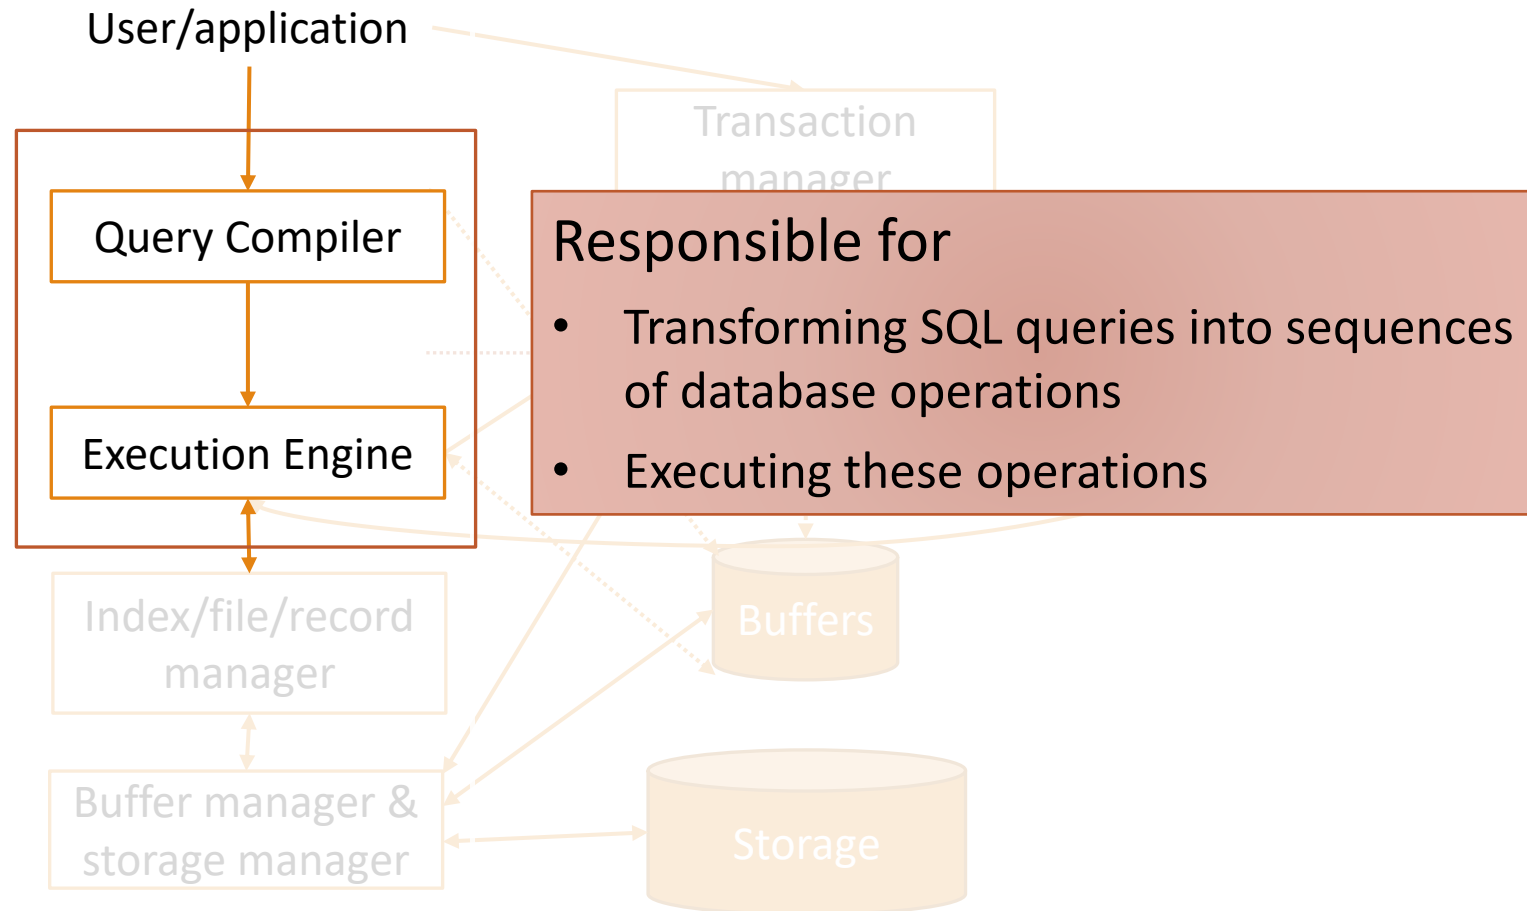 User/application
Transaction
manager
Query Compiler
Responsible for
• Transforming SQL queries into sequences
of database operations
• Executing these operations
Execution Engine
Index/file/record
manager
Buffers
Buffer manager &
storage manager
Storage